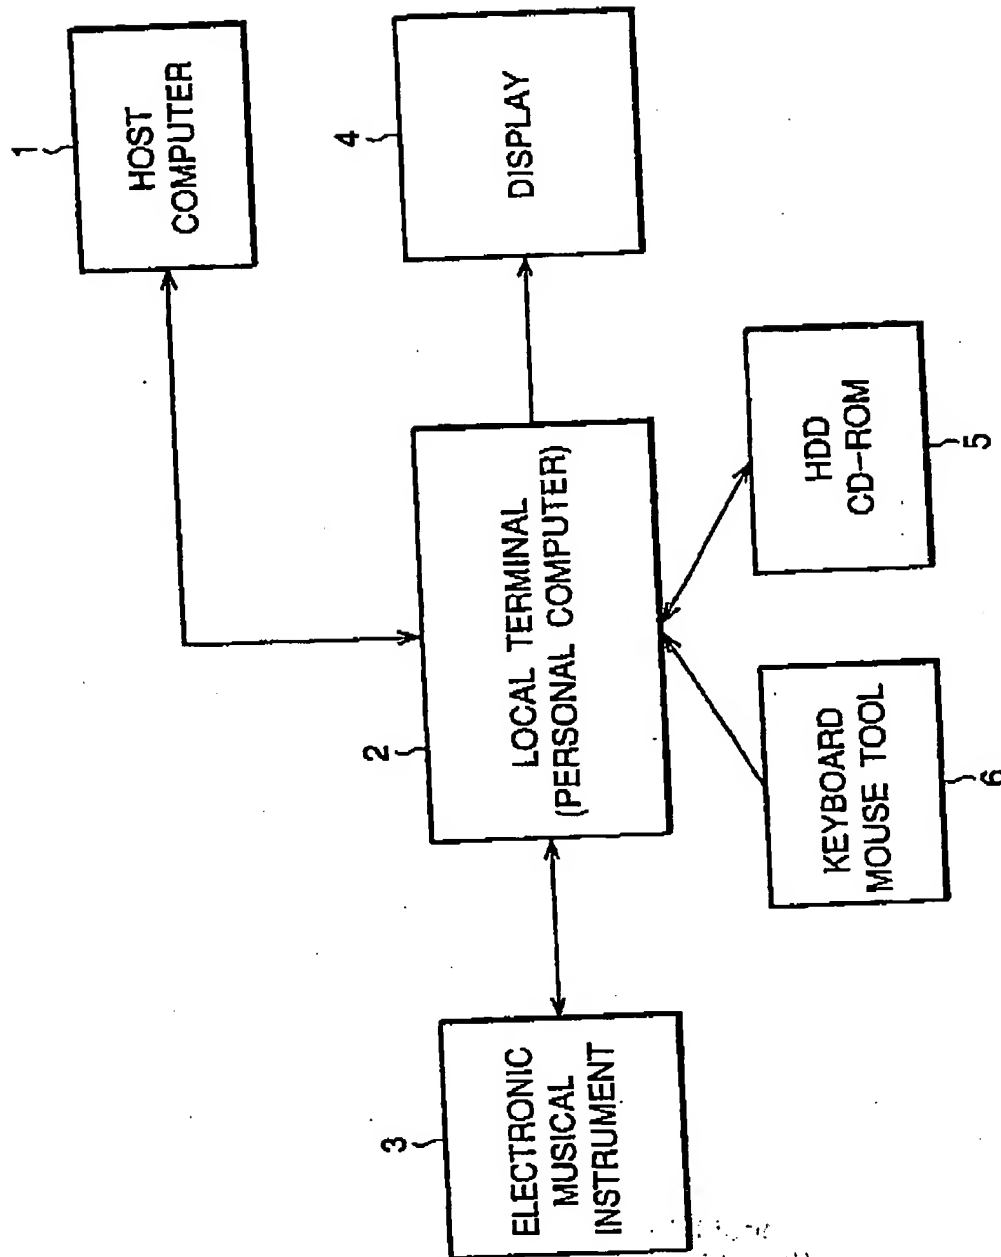 1
HOST
COMPUTER
2
LOCAL TERMINAL
(PERSONAL COMPUTER)
3
ELECTRONIC
MUSICAL
INSTRUMENT
4
DISPLAY
HDD
CD-ROM
5
KEYBOARD
MOUSE TOOL
6